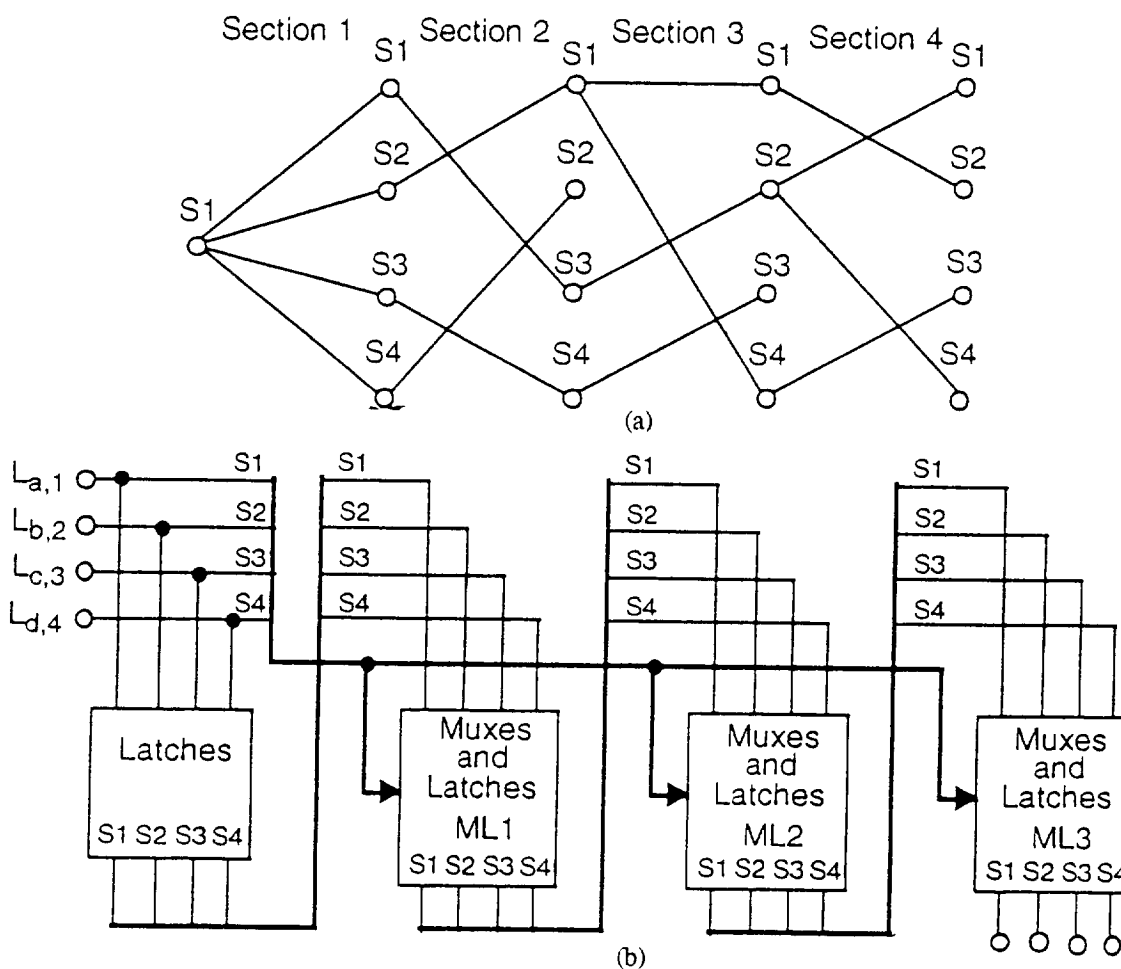 Section 1 Section 2 Section 3 Section 4
S1 S1 S1 S1
S2 S2 S2 S2
S1
S3 S3 S3 S3
S4 S4 S4 S4
(a)
La,1 S1 S1 S1 S1
Lb,2 S2 S2 S2 S2
Lc,3 S3 S3 S3 S3
Ld,4 S4 S4 S4 S4
Latches
S1 S2 S3 S4
Muxes
and
Latches
ML1
S1 S2 S3 S4
Muxes
and
Latches
ML2
S1 S2 S3 S4
Muxes
and
Latches
ML3
S1 S2 S3 S4
(b)